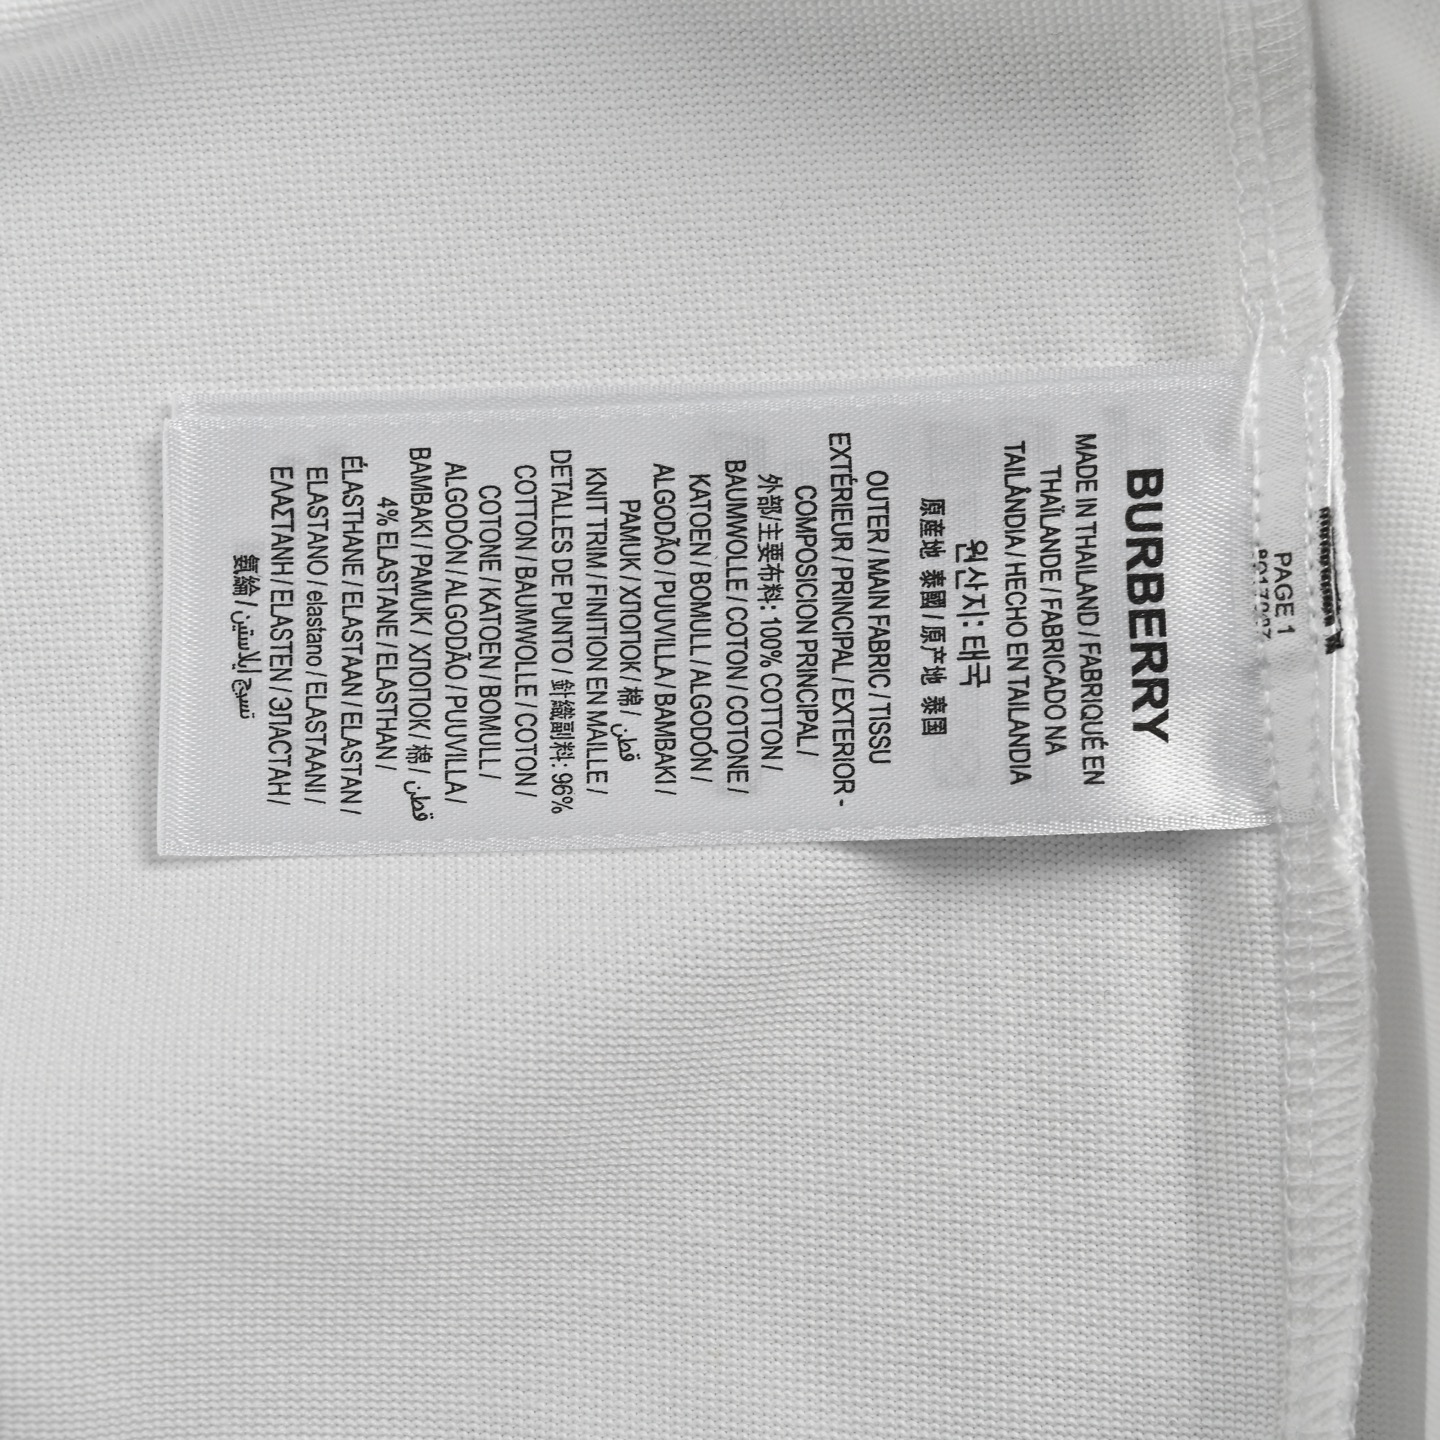 PAGE 1
BURBERRY
MADE IN THAILAND / FABRIQUÉ EN
THAÏLANDE / FABRICADO NA
TAILÂNDIA / HECHO EN TAILANDIA
원산지: 태국
原產地 泰國 / 原产地 泰国
OUTER / MAIN FABRIC / TISSU
EXTÉRIEUR / PRINCIPAL / EXTERIOR -
COMPOSICION PRINCIPAL /
外部/主要布料: 100% COTTON /
BAUMWOLLE / COTON / COTONE /
KATOEN / BOMULL / ALGODÓN /
ALGODÃO / PUUVILLA / BAMBAKI /
PAMUK / ΧΠΟΠΟΚ / 棉 / قطن
KNIT TRIM / FINITION EN MAILLE /
DETALLES DE PUNTO / 針織副料: 96%
COTTON / BAUMWOLLE / COTON /
COTONE / KATOEN / BOMULL /
ALGODÓN / ALGODÃO / PUUVILLA /
BAMBAKI / PAMUK / ΧΠΟΠΟΚ / 棉 / قطن
4% ELASTANE / ELASTHAN /
ÉLASTHANE / ELASTAAN / ELASTAN /
ELASTANO / elastano / ELASTAANI /
ΕΛΑΣΤΑΝΗ / ELASTEN / ЭПАСТАН /
氨綸 / نسيج إيلاستين